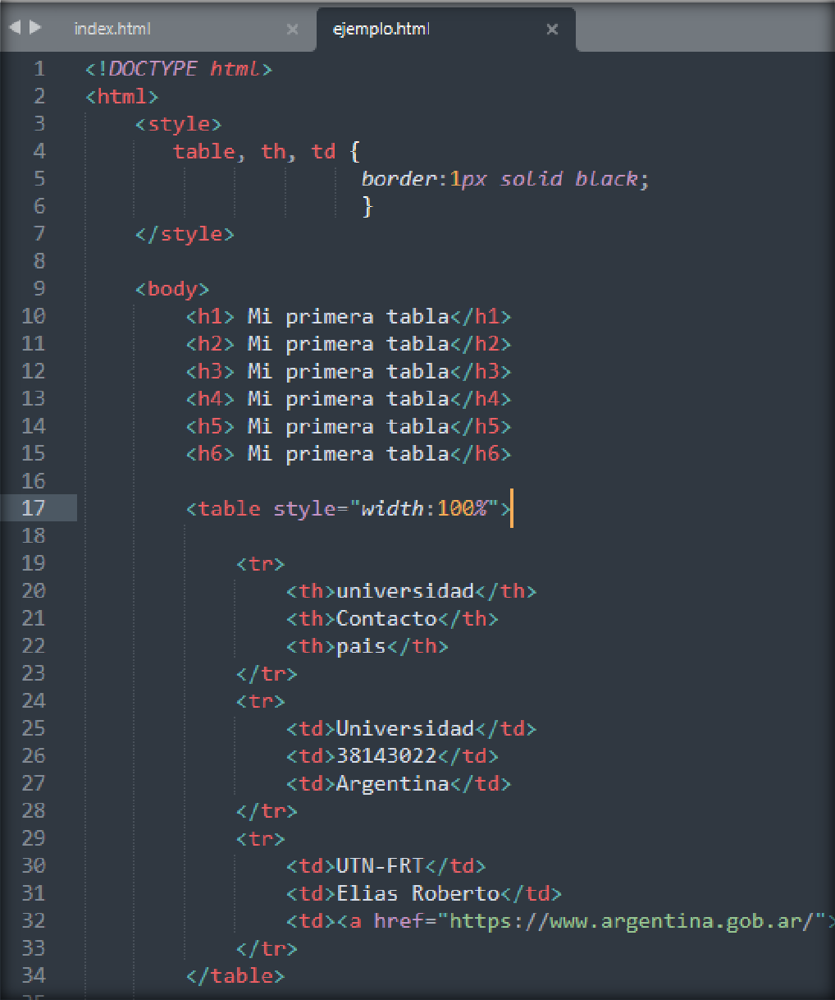 index.html × ejemplo.html ×
1 <!DOCTYPE html>
2 <html>
3     <style>
4        table, th, td {
5                       border:1px solid black;
6                       }
7     </style>
8
9     <body>
10         <h1> Mi primera tabla</h1>
11         <h2> Mi primera tabla</h2>
12         <h3> Mi primera tabla</h3>
13         <h4> Mi primera tabla</h4>
14         <h5> Mi primera tabla</h5>
15         <h6> Mi primera tabla</h6>
16
17         <table style="width:100%">
18
19             <tr>
20                 <th>universidad</th>
21                 <th>Contacto</th>
22                 <th>pais</th>
23             </tr>
24             <tr>
25                 <td>Universidad</td>
26                 <td>38143022</td>
27                 <td>Argentina</td>
28             </tr>
29             <tr>
30                 <td>UTN-FRT</td>
31                 <td>Elias Roberto</td>
32                 <td><a href="https://www.argentina.gob.ar/">
33             </tr>
34         </table>